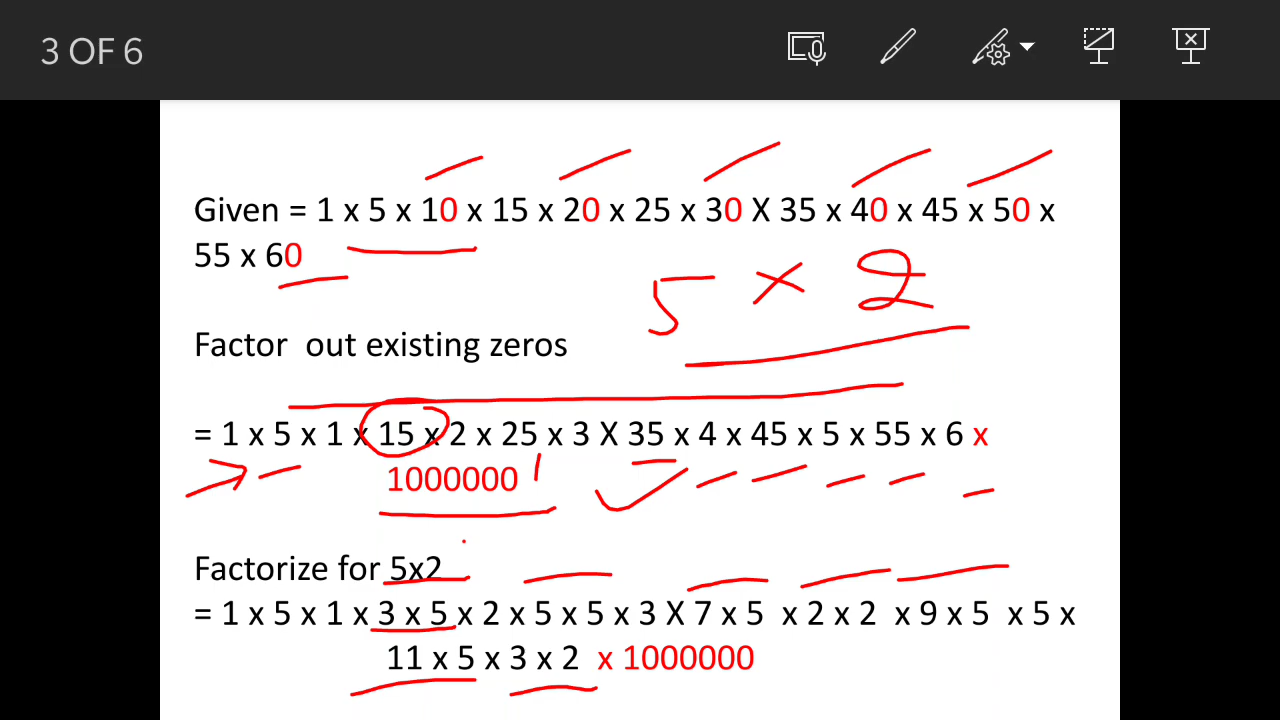 3 OF 6
Given = 1 x 5 x 10 x 15 x 20 x 25 x 30 X 35 x 40 x 45 x 50 x
55 x 60
5 x 2
Factor out existing zeros
= 1 x 5 x 1 x 15 x 2 x 25 x 3 X 35 x 4 x 45 x 5 x 55 x 6 x
1000000
Factorize for 5x2
= 1 x 5 x 1 x 3 x 5 x 2 x 5 x 5 x 3 X 7 x 5 x 2 x 2 x 9 x 5 x 5 x
11 x 5 x 3 x 2 x 1000000